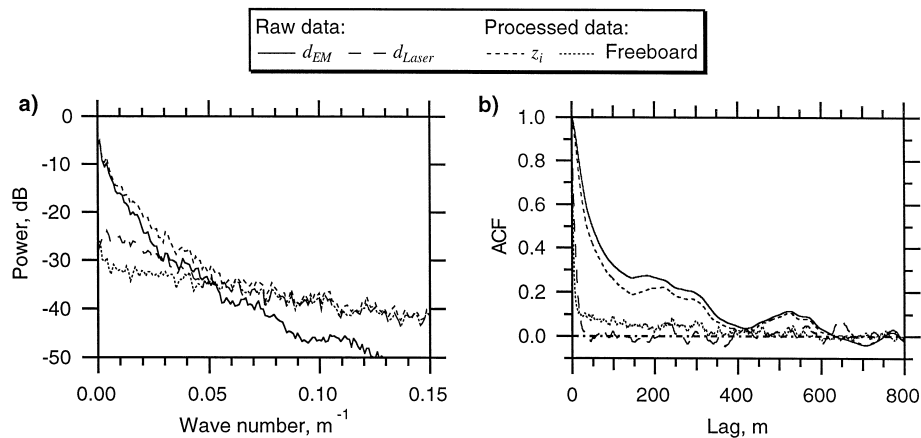 Raw data: Processed data:
d_EM d_Laser z_i Freeboard
a)
0
-10
-20
-30
-40
-50
Power, dB
0.00 0.05 0.10 0.15
Wave number, m⁻¹
b)
1.0
0.8
0.6
0.4
0.2
0.0
ACF
0 200 400 600 800
Lag, m